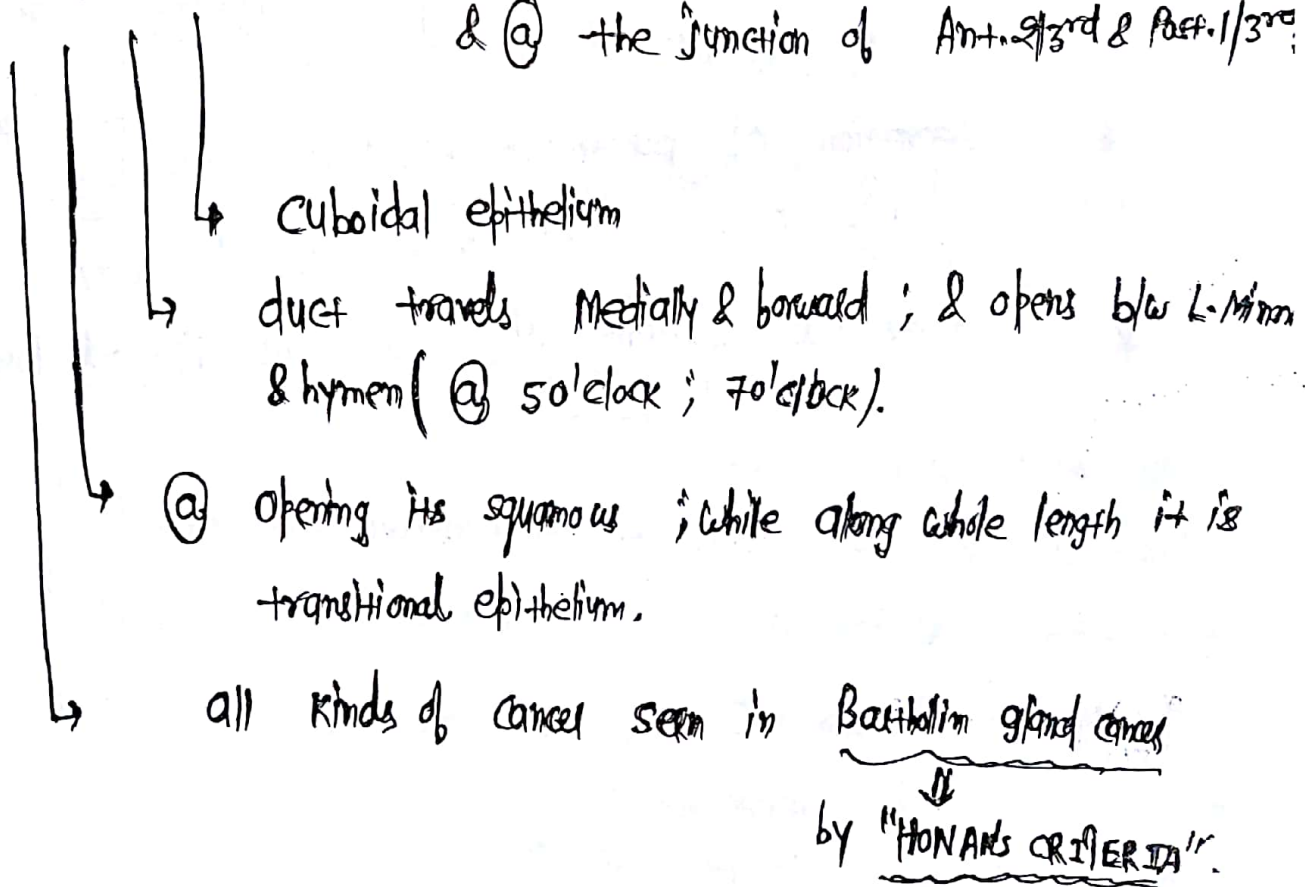 & @ the junction of Ant. 2/3rd & Post. 1/3rd
cuboidal epithelium
duct travels Medially & forward ; & opens b/w L. Minora
& hymen ( @ 5 o'clock ; 7 o'clock ).
@ opening its squamous ; while along whole length it is
transitional epithelium.
all kinds of cancer seen in Bartholin gland cancer
by "HONAN's CRITERIA".